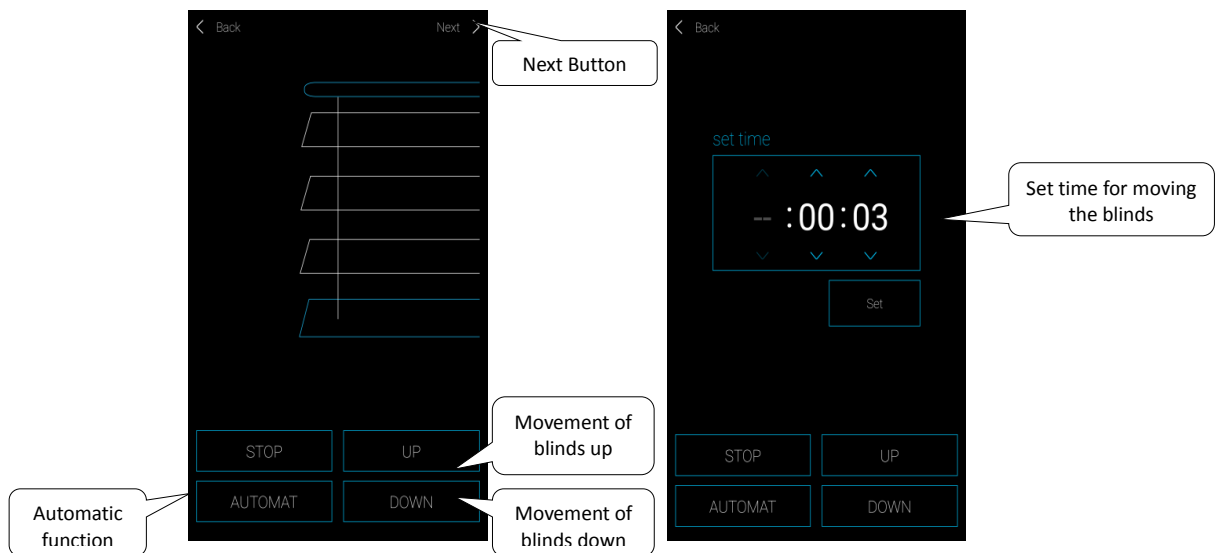 Back
Next
Next Button
STOP
UP
AUTOMAT
DOWN
Movement of
blinds up
Automatic
function
Movement of
blinds down
Back
set time
-- :00:03
Set
Set time for moving
the blinds
STOP
UP
AUTOMAT
DOWN